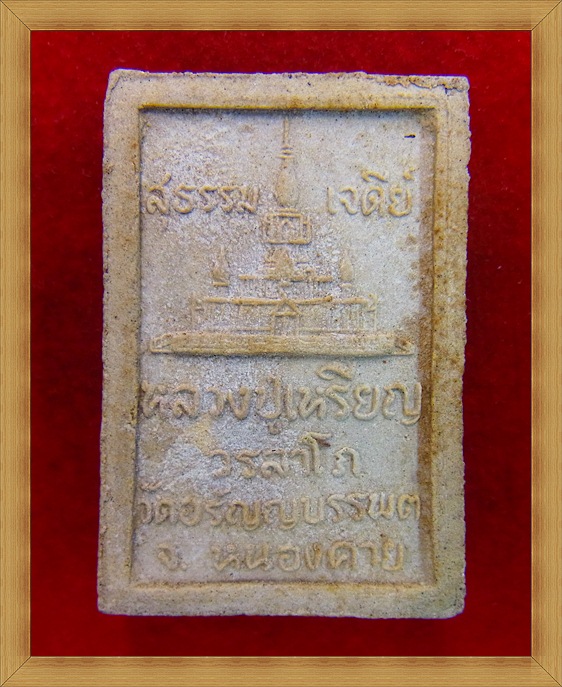 สธรรม เจดีย์
หลวงปู่เหรียญ
วรลาโภ
วัดอรัญญบรรพต
จ. หนองคาย